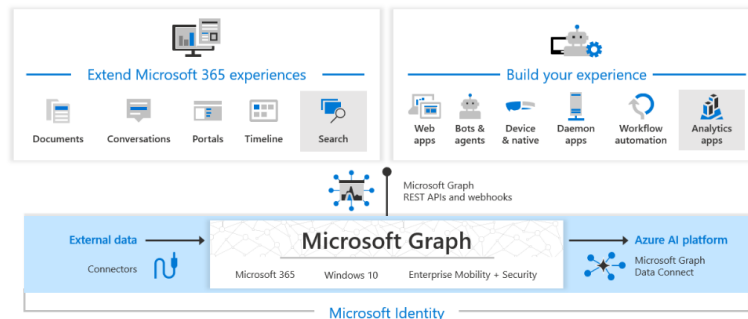 Extend Microsoft 365 experiences
Documents
Conversations
Portals
Timeline
Search
Build your experience
Web
apps
Bots &
agents
Device
& native
Daemon
apps
Workflow
automation
Analytics
apps
Microsoft Graph
REST APIs and webhooks
External data
Connectors
Microsoft Graph
Microsoft 365
Windows 10
Enterprise Mobility + Security
Azure AI platform
Microsoft Graph
Data Connect
Microsoft Identity